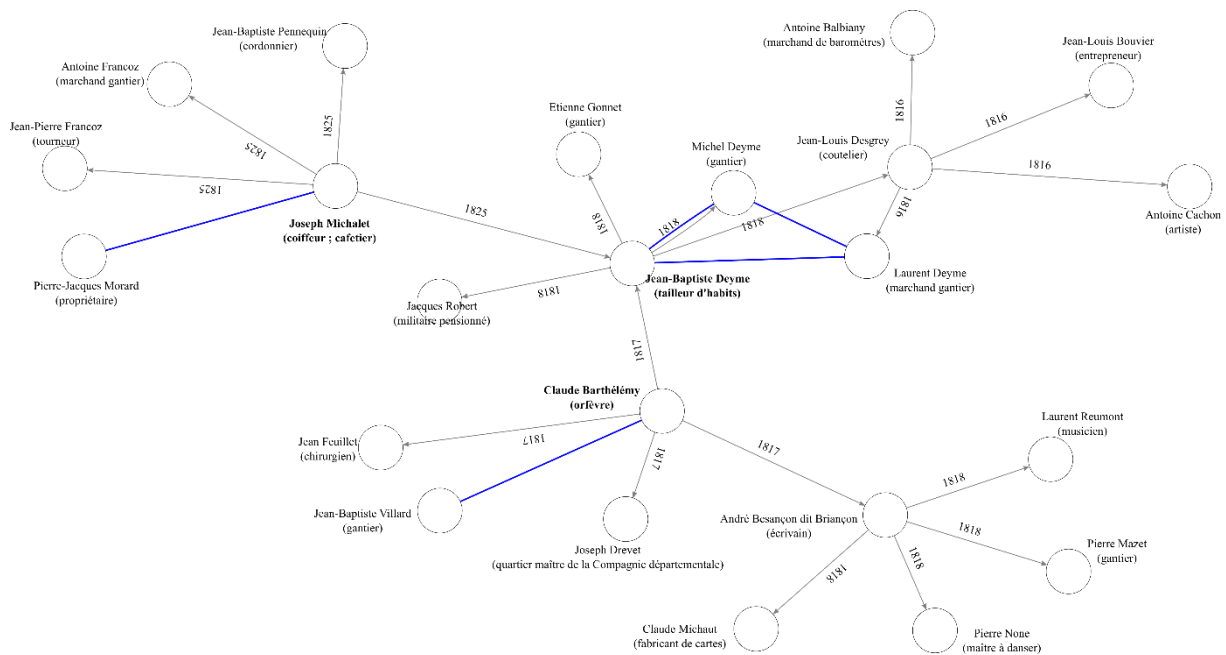 Jean-Baptiste Pennequin
(cordonnier)
Antoine Francoz
(marchand gantier)
Jean-Pierre Francoz
(tourneur)
1825
1825
1825
Joseph Michalet
(coiffeur ; cafetier)
Pierre-Jacques Morard
(propriétaire)
1825
Etienne Gonnet
(gantier)
Michel Deyme
(gantier)
Antoine Balbiany
(marchand de baromètres)
Jean-Louis Bouvier
(entrepreneur)
1816
1816
Jean-Louis Desgrey
(coutelier)
1816
Antoine Cachon
(artiste)
1816
1818
1818
1818
Laurent Deyme
(marchand gantier)
Jean-Baptiste Deyme
(tailleur d'habits)
1818
Jacques Robert
(militaire pensionné)
1817
Claude Barthélémy
(orfèvre)
Jean Feuillet
(chirurgien)
1817
1817
1817
Jean-Baptiste Villard
(gantier)
Joseph Drevet
(quartier maître de la Compagnie départementale)
André Besançon dit Briançon
(écrivain)
Laurent Reumont
(musicien)
1818
1818
Pierre Mazet
(gantier)
1818
1818
Claude Michaut
(fabricant de cartes)
Pierre None
(maître à danser)